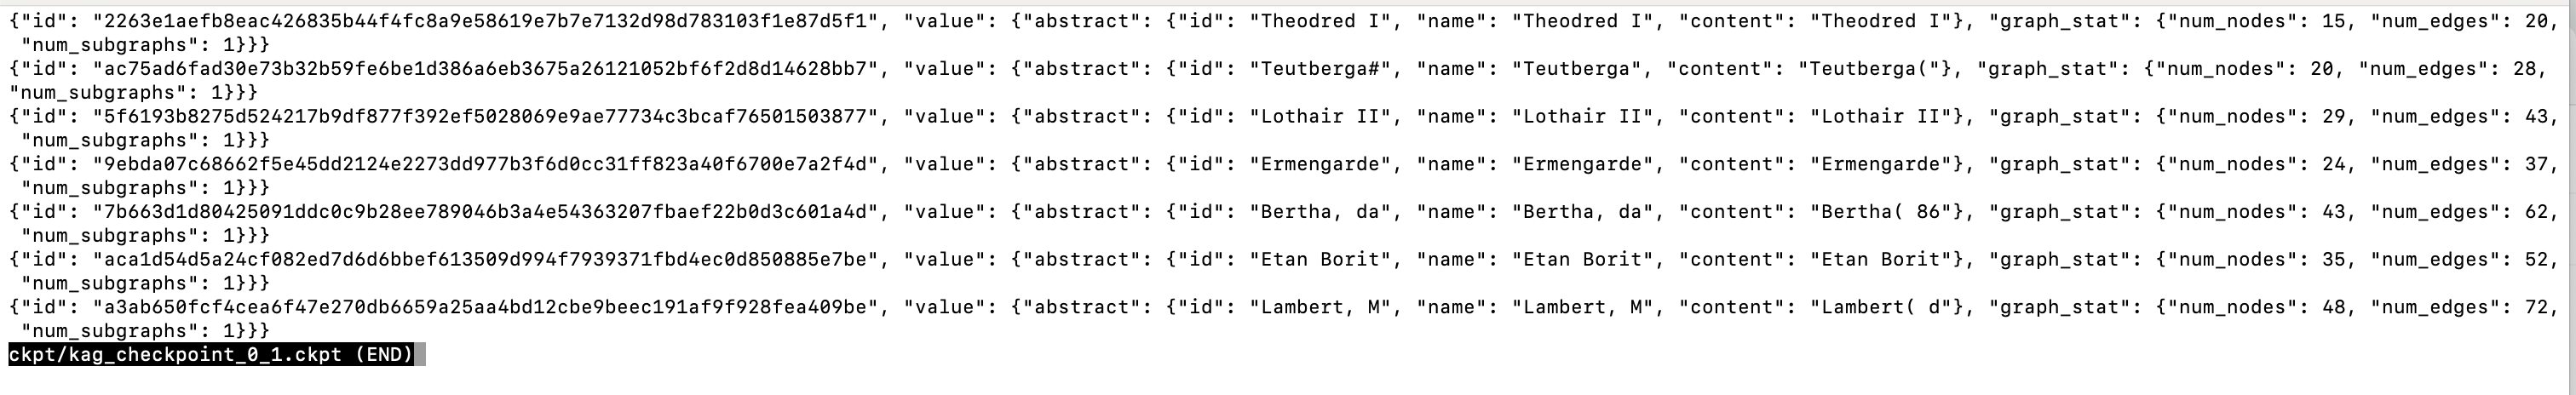 {"id": "2263e1aefb8eac426835b44f4fc8a9e58619e7b7e7132d98d783103f1e87d5f1", "value": {"abstract": {"id": "Theodred I", "name": "Theodred I", "content": "Theodred I"}, "graph_stat": {"num_nodes": 15, "num_edges": 20,
"num_subgraphs": 1}}}
{"id": "ac75ad6fad30e73b32b59fe6be1d386a6eb3675a26121052bf6f2d8d14628bb7", "value": {"abstract": {"id": "Teutberga#", "name": "Teutberga", "content": "Teutberga("}, "graph_stat": {"num_nodes": 20, "num_edges": 28,
"num_subgraphs": 1}}}
{"id": "5f6193b8275d524217b9df877f392ef5028069e9ae77734c3bcaf76501503877", "value": {"abstract": {"id": "Lothair II", "name": "Lothair II", "content": "Lothair II"}, "graph_stat": {"num_nodes": 29, "num_edges": 43,
"num_subgraphs": 1}}}
{"id": "9ebda07c68662f5e45dd2124e2273dd977b3f6d0cc31ff823a40f6700e7a2f4d", "value": {"abstract": {"id": "Ermengarde", "name": "Ermengarde", "content": "Ermengarde"}, "graph_stat": {"num_nodes": 24, "num_edges": 37,
"num_subgraphs": 1}}}
{"id": "7b663d1d80425091ddc0c9b28ee789046b3a4e54363207fbaef22b0d3c601a4d", "value": {"abstract": {"id": "Bertha, da", "name": "Bertha, da", "content": "Bertha( 86"}, "graph_stat": {"num_nodes": 43, "num_edges": 62,
"num_subgraphs": 1}}}
{"id": "aca1d54d5a24cf082ed7d6d6bbef613509d994f7939371fbd4ec0d850885e7be", "value": {"abstract": {"id": "Etan Borit", "name": "Etan Borit", "content": "Etan Borit"}, "graph_stat": {"num_nodes": 35, "num_edges": 52,
"num_subgraphs": 1}}}
{"id": "a3ab650fcf4cea6f47e270db6659a25aa4bd12cbe9beec191af9f928fea409be", "value": {"abstract": {"id": "Lambert, M", "name": "Lambert, M", "content": "Lambert( d"}, "graph_stat": {"num_nodes": 48, "num_edges": 72,
"num_subgraphs": 1}}}
ckpt/kag_checkpoint_0_1.ckpt (END)